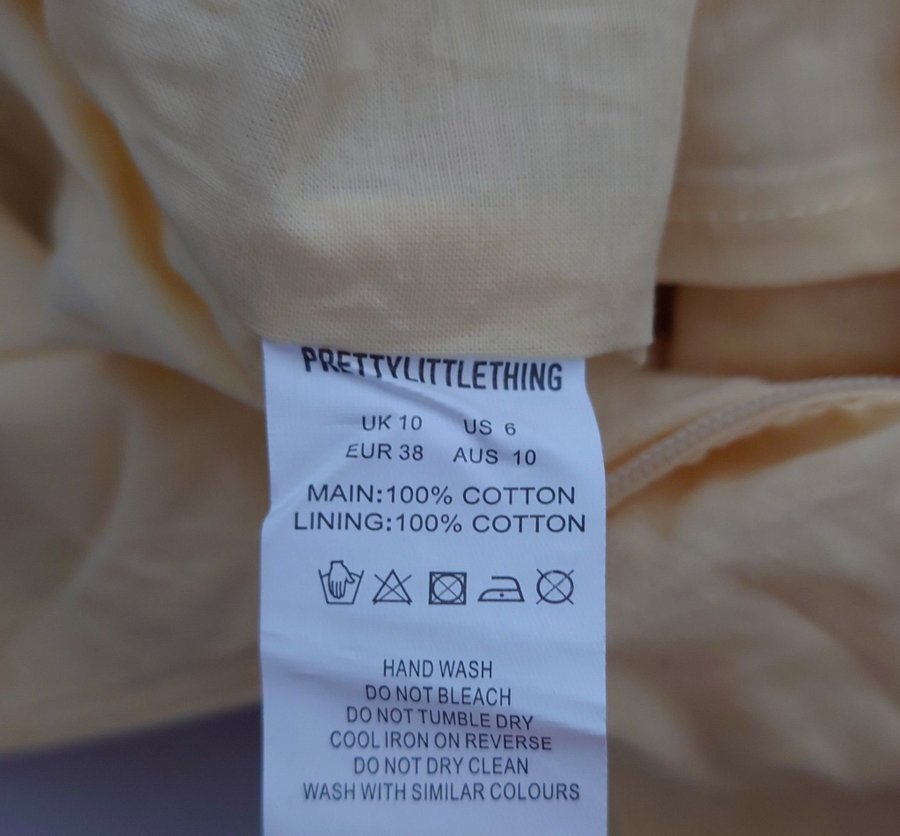 PRETTYLITTLETHING
UK 10 US 6
EUR 38 AUS 10
MAIN:100% COTTON
LINING:100% COTTON
HAND WASH
DO NOT BLEACH
DO NOT TUMBLE DRY
COOL IRON ON REVERSE
DO NOT DRY CLEAN
WASH WITH SIMILAR COLOURS